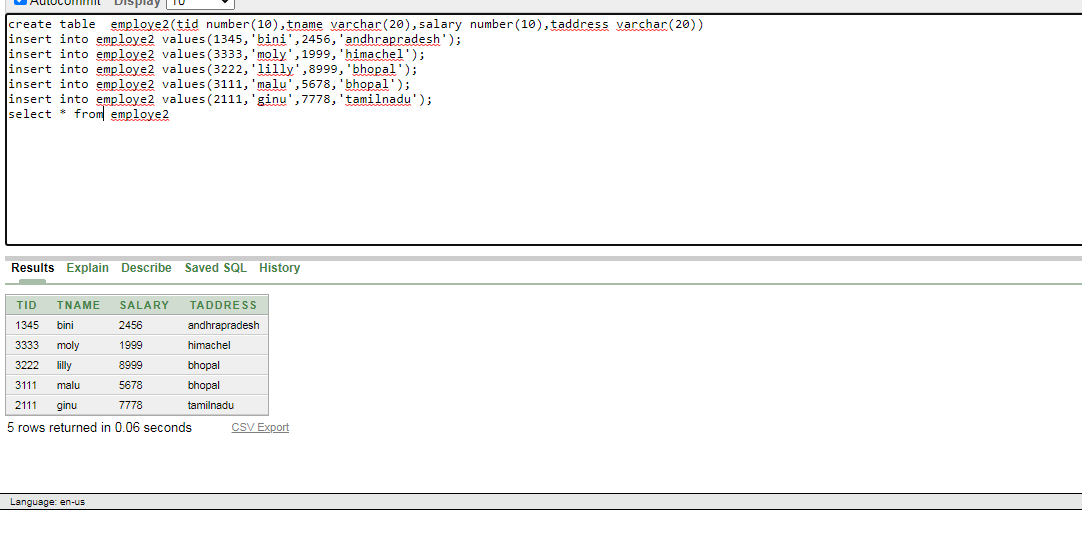 Autocommit Display 10
create table  employe2(tid number(10),tname varchar(20),salary number(10),taddress varchar(20))
insert into employe2 values(1345,'bini',2456,'andhrapradesh');
insert into employe2 values(3333,'moly',1999,'himachel');
insert into employe2 values(3222,'lilly',8999,'bhopal');
insert into employe2 values(3111,'malu',5678,'bhopal');
insert into employe2 values(2111,'ginu',7778,'tamilnadu');
select * from employe2
Results Explain Describe Saved SQL History
TID TNAME SALARY TADDRESS
1345 bini 2456 andhrapradesh
3333 moly 1999 himachel
3222 lilly 8999 bhopal
3111 malu 5678 bhopal
2111 ginu 7778 tamilnadu
5 rows returned in 0.06 seconds CSV Export
Language: en-us